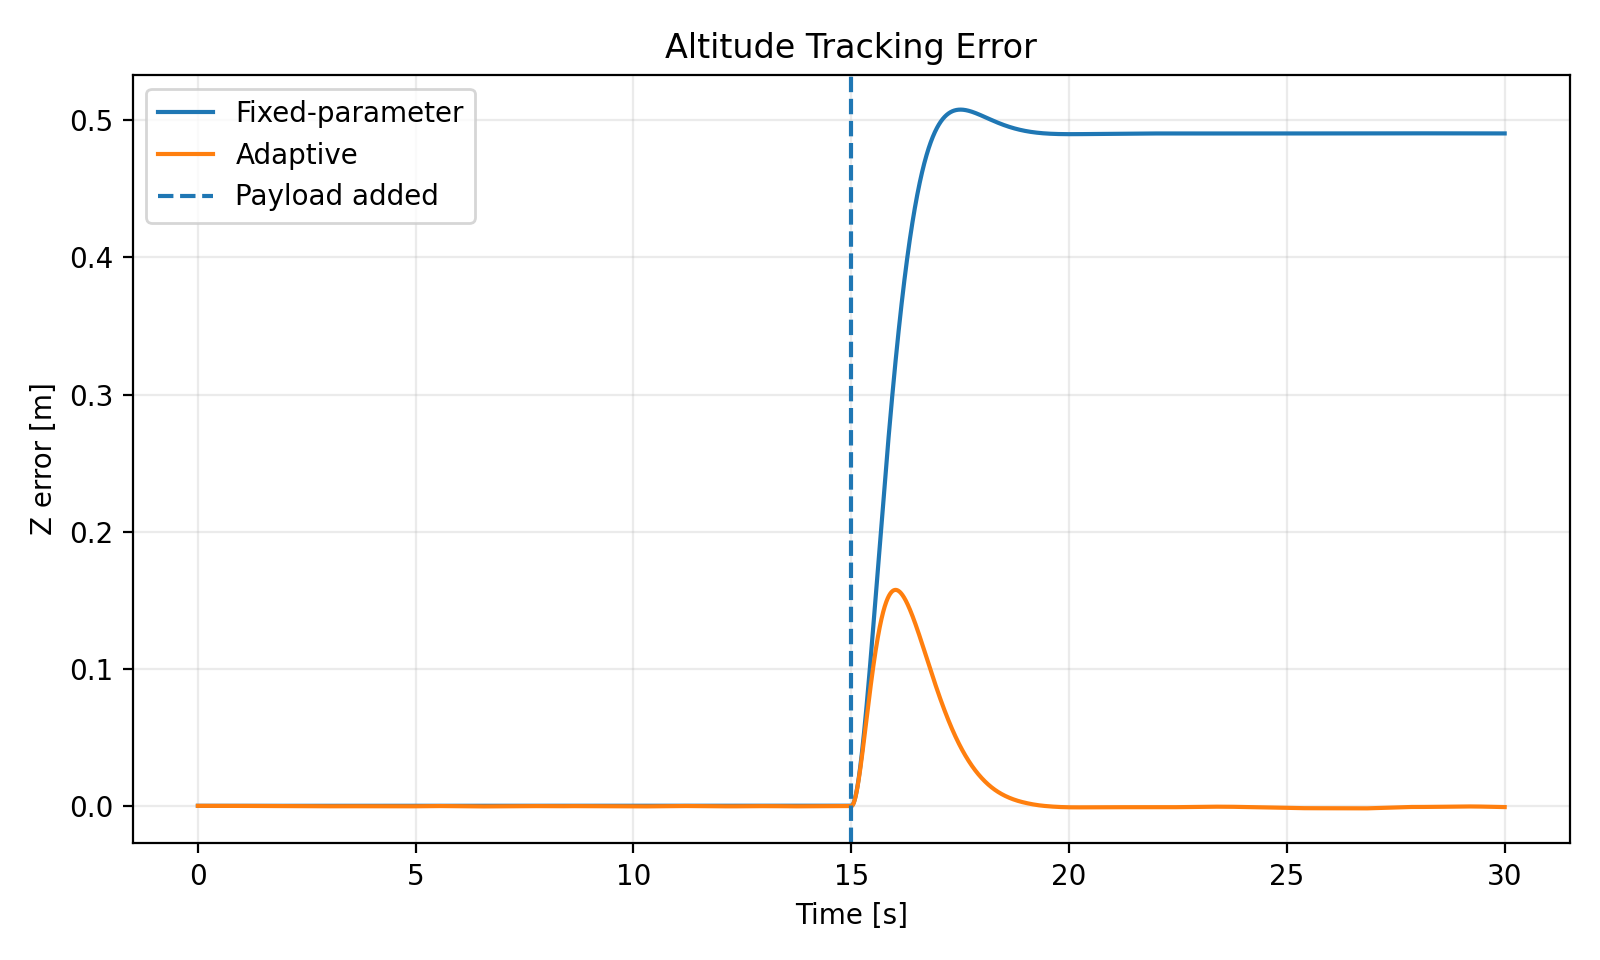 Altitude Tracking Error
Fixed-parameter
Adaptive
Payload added
Z error [m]
0.5
0.4
0.3
0.2
0.1
0.0
0 5 10 15 20 25 30
Time [s]